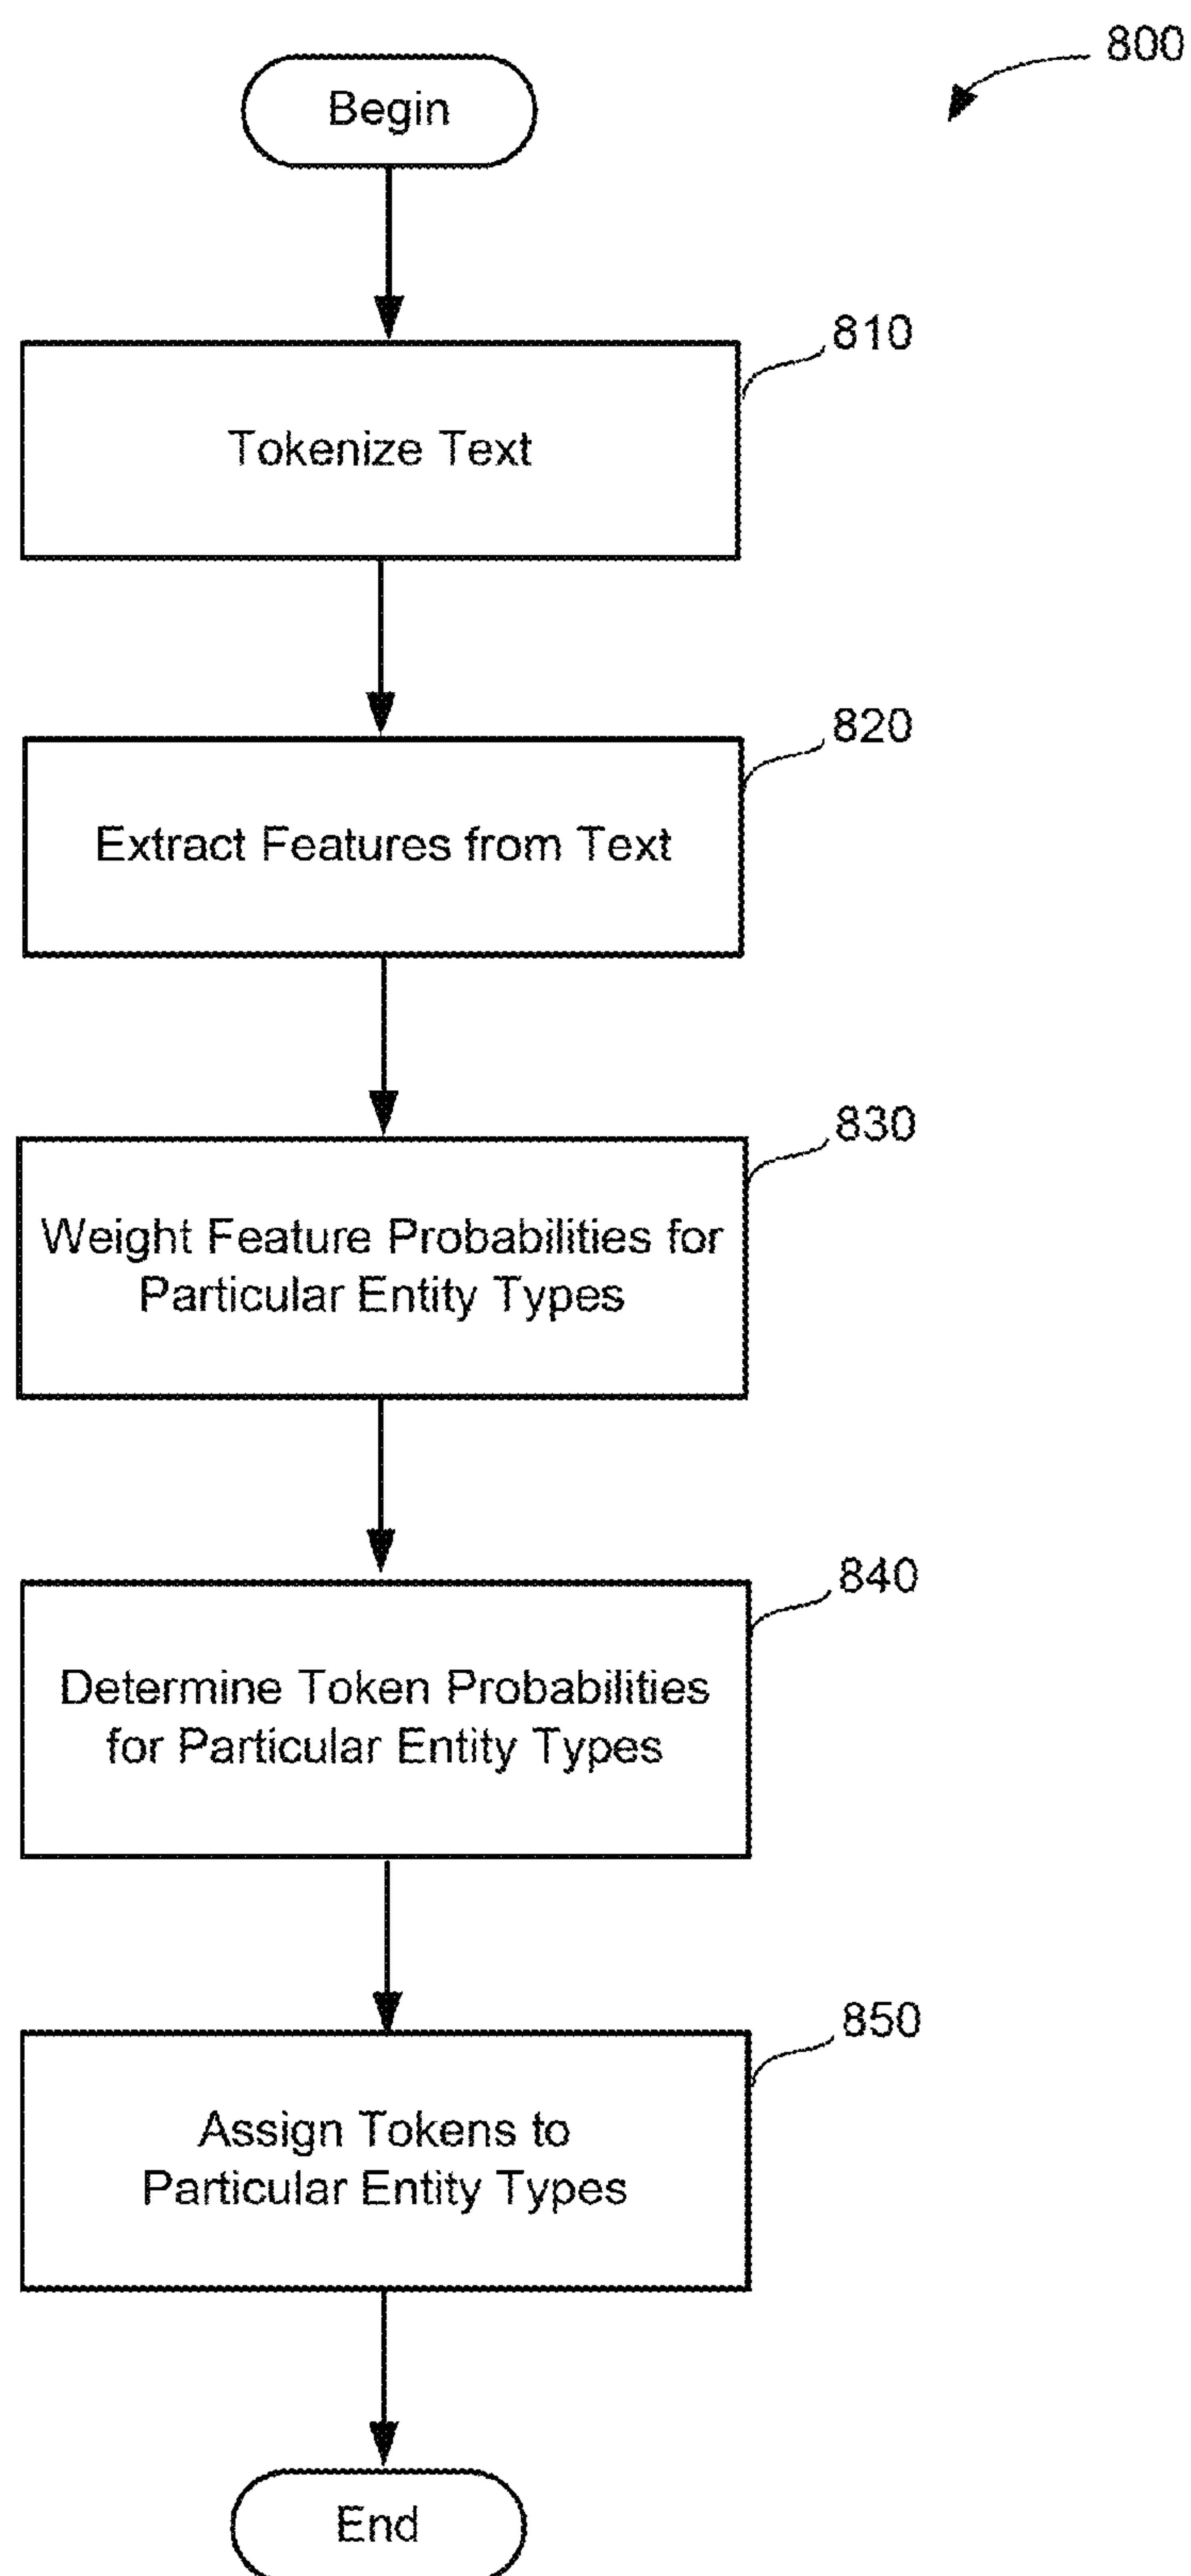 800
Begin
810
Tokenize Text
820
Extract Features from Text
830
Weight Feature Probabilities for
Particular Entity Types
840
Determine Token Probabilities
for Particular Entity Types
850
Assign Tokens to
Particular Entity Types
End